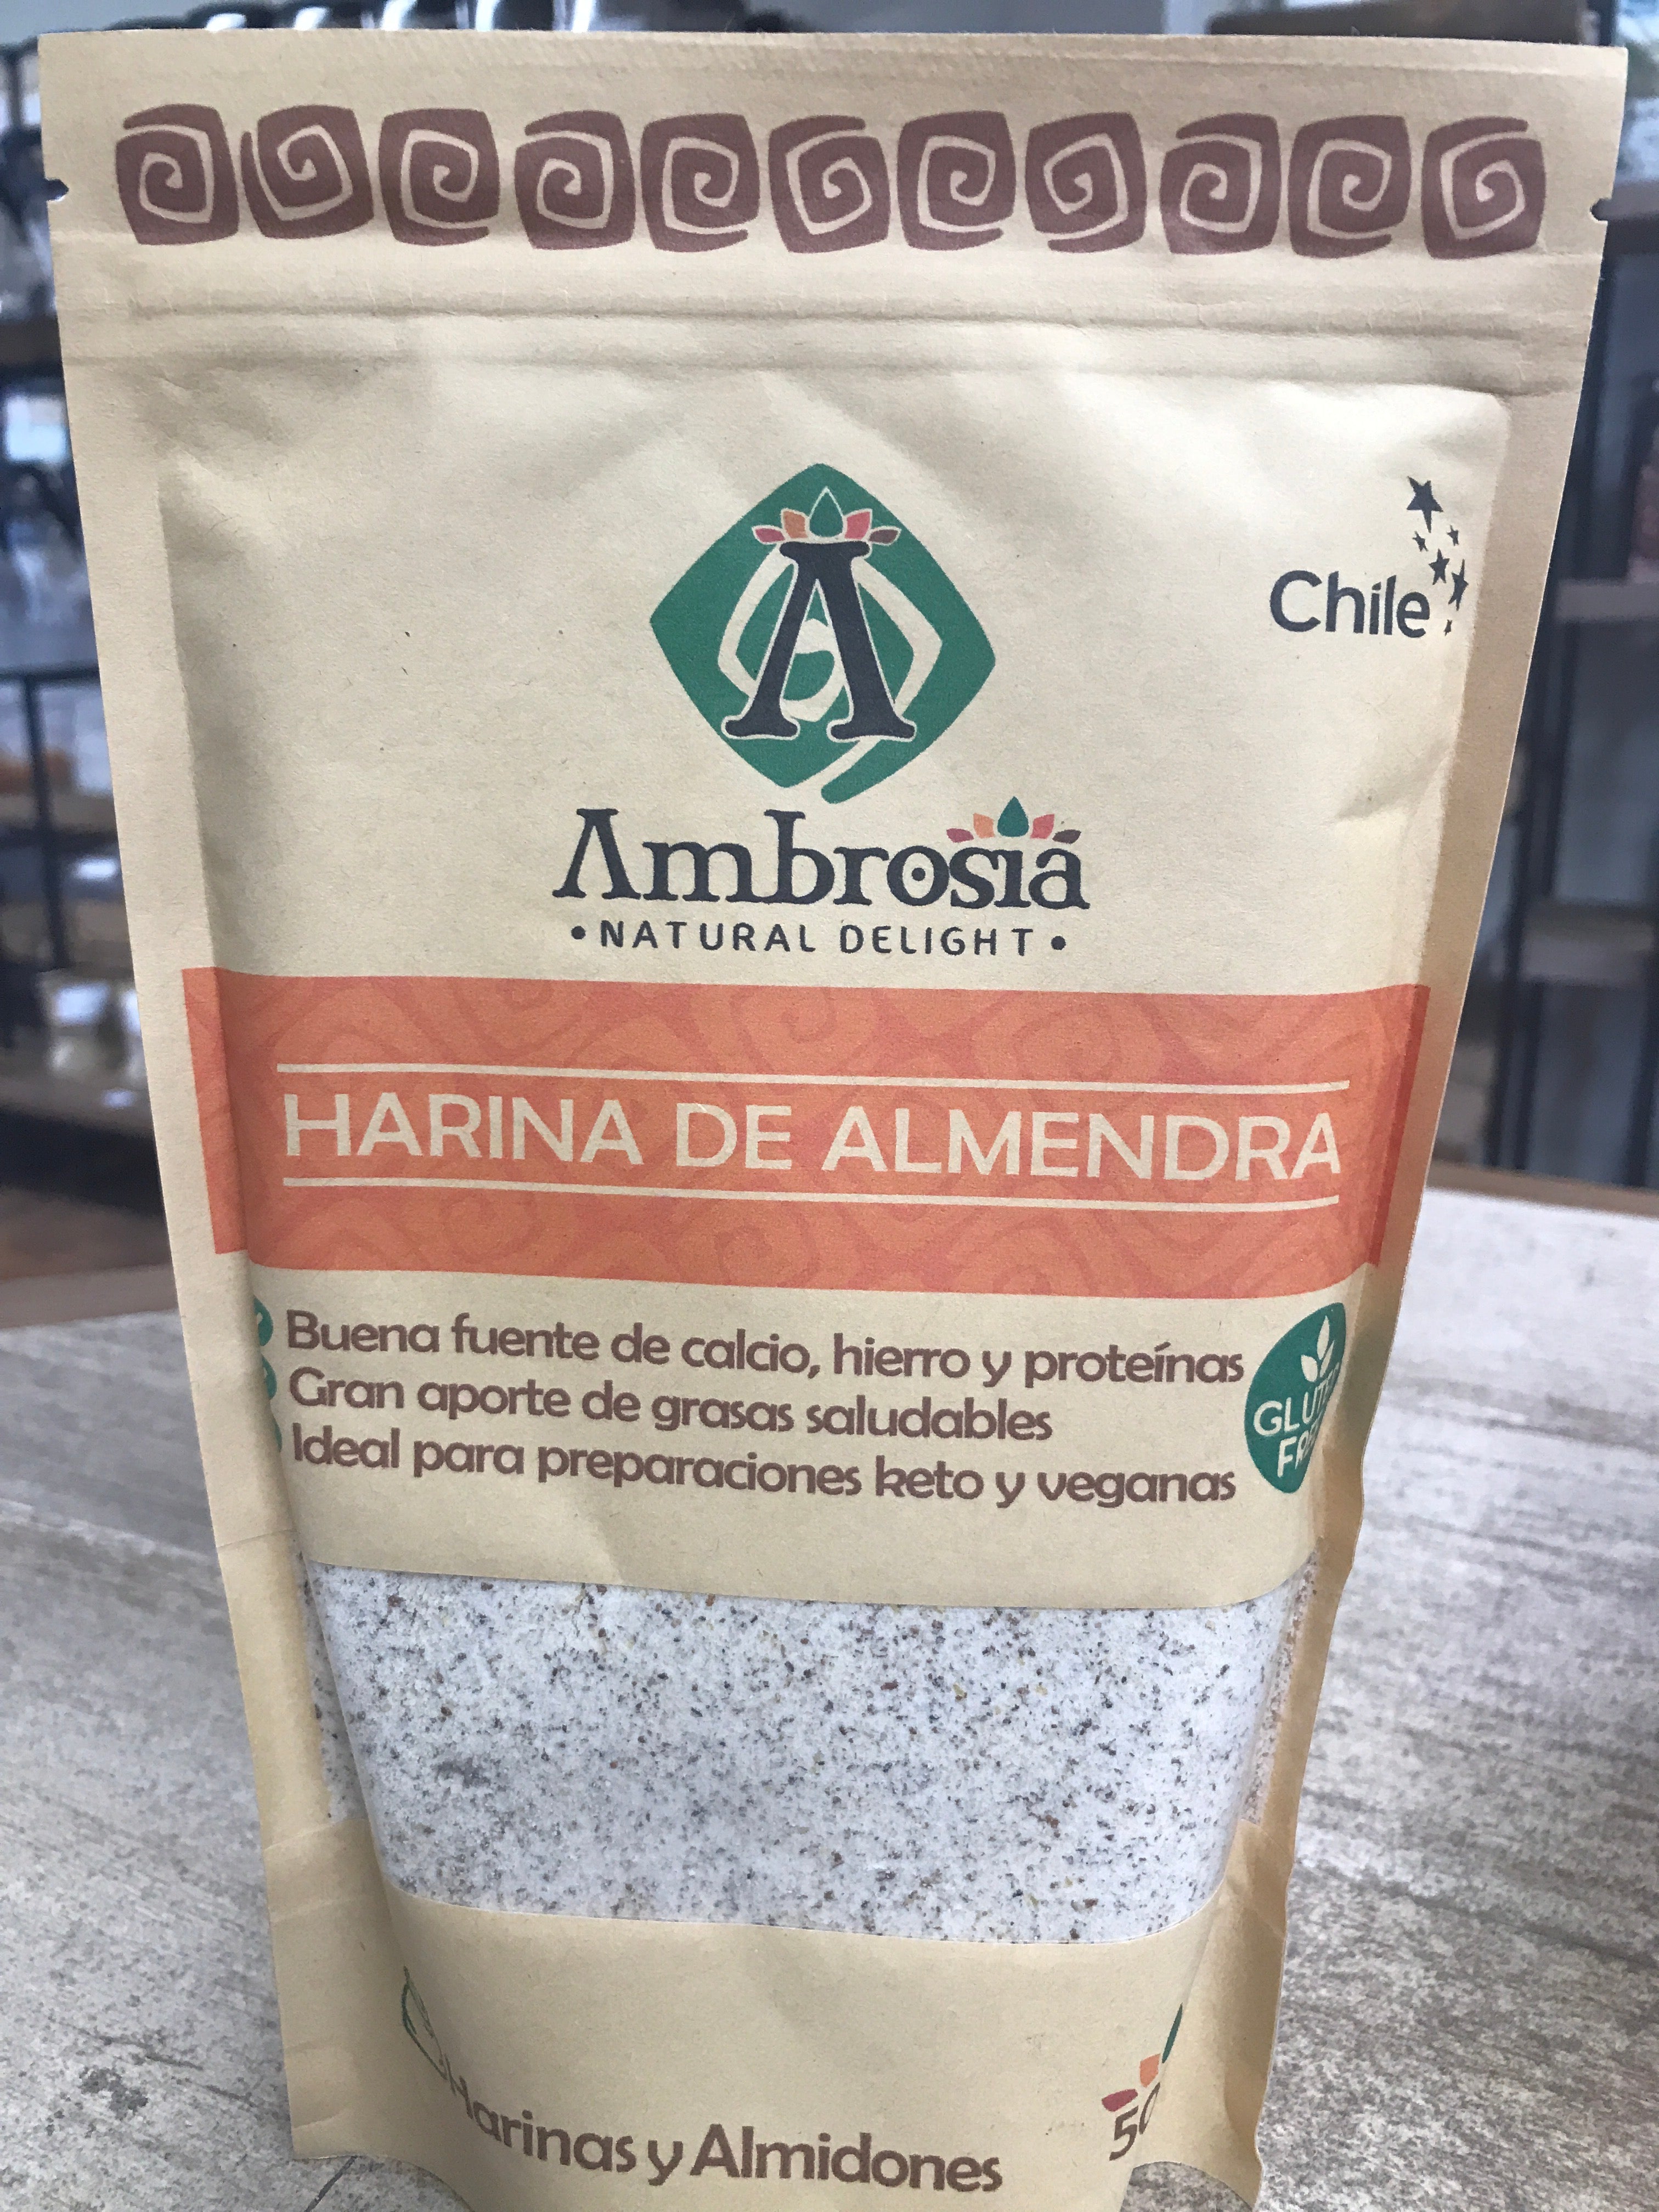 Chile
Ambrosia
• NATURAL DELIGHT •
HARINA DE ALMENDRA
Buena fuente de calcio, hierro y proteínas
Gran aporte de grasas saludables
Ideal para preparaciones keto y veganas
Harinas y Almidones